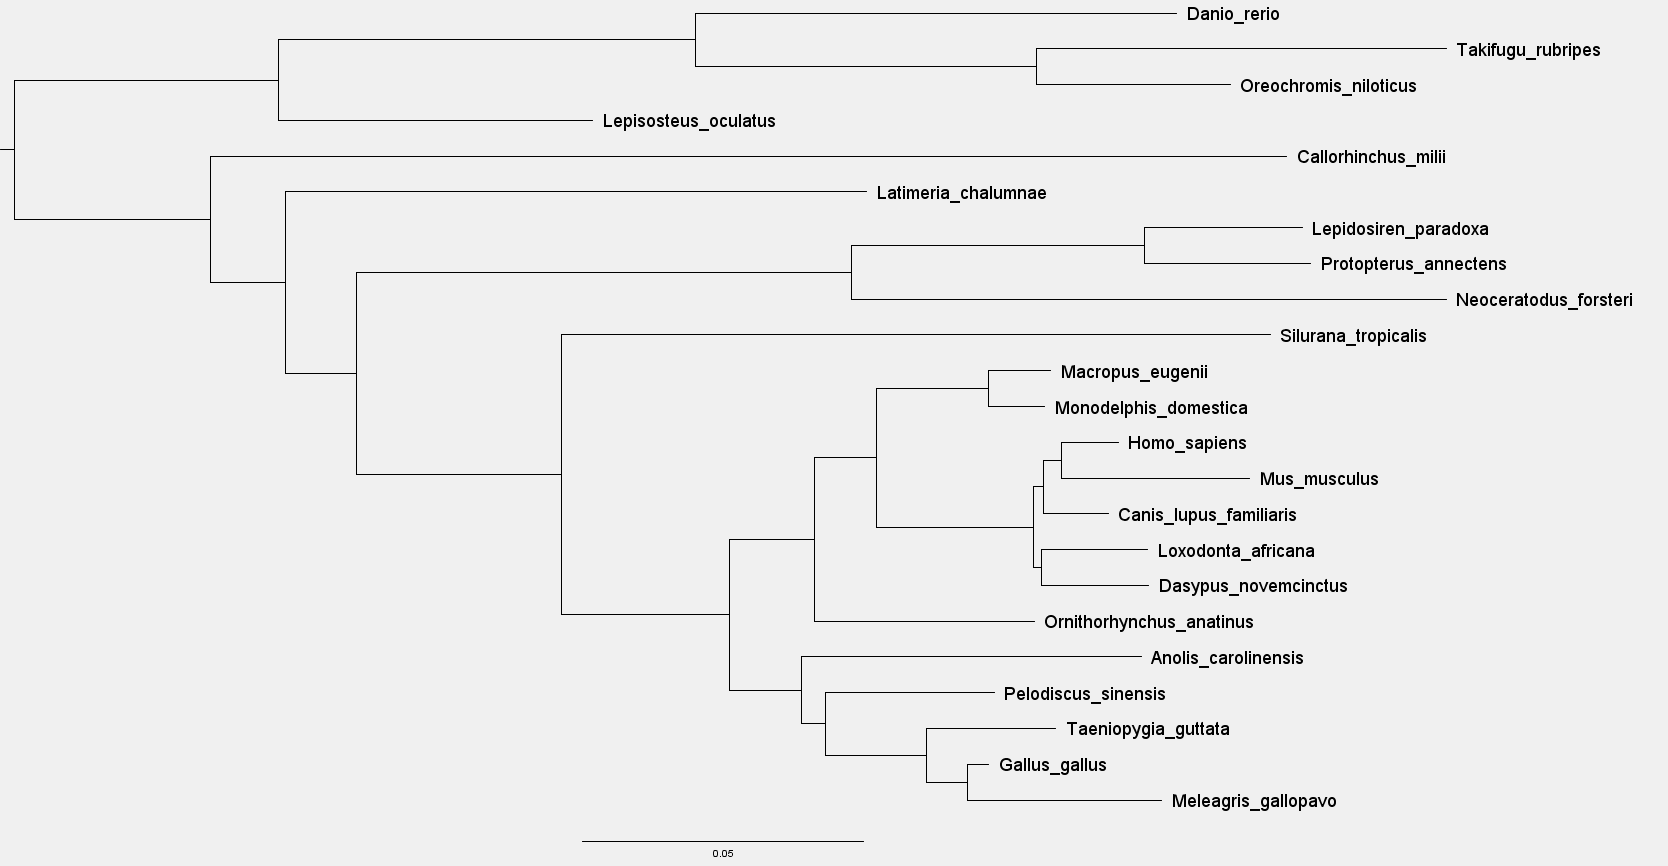 Danio_rerio
Takifugu_rubripes
Oreochromis_niloticus
Lepisosteus_oculatus
Callorhinchus_milii
Latimeria_chalumnae
Lepidosiren_paradoxa
Protopterus_annectens
Neoceratodus_forsteri
Silurana_tropicalis
Macropus_eugenii
Monodelphis_domestica
Homo_sapiens
Mus_musculus
Canis_lupus_familiaris
Loxodonta_africana
Dasypus_novemcinctus
Ornithorhynchus_anatinus
Anolis_carolinensis
Pelodiscus_sinensis
Taeniopygia_guttata
Gallus_gallus
Meleagris_gallopavo
0.05